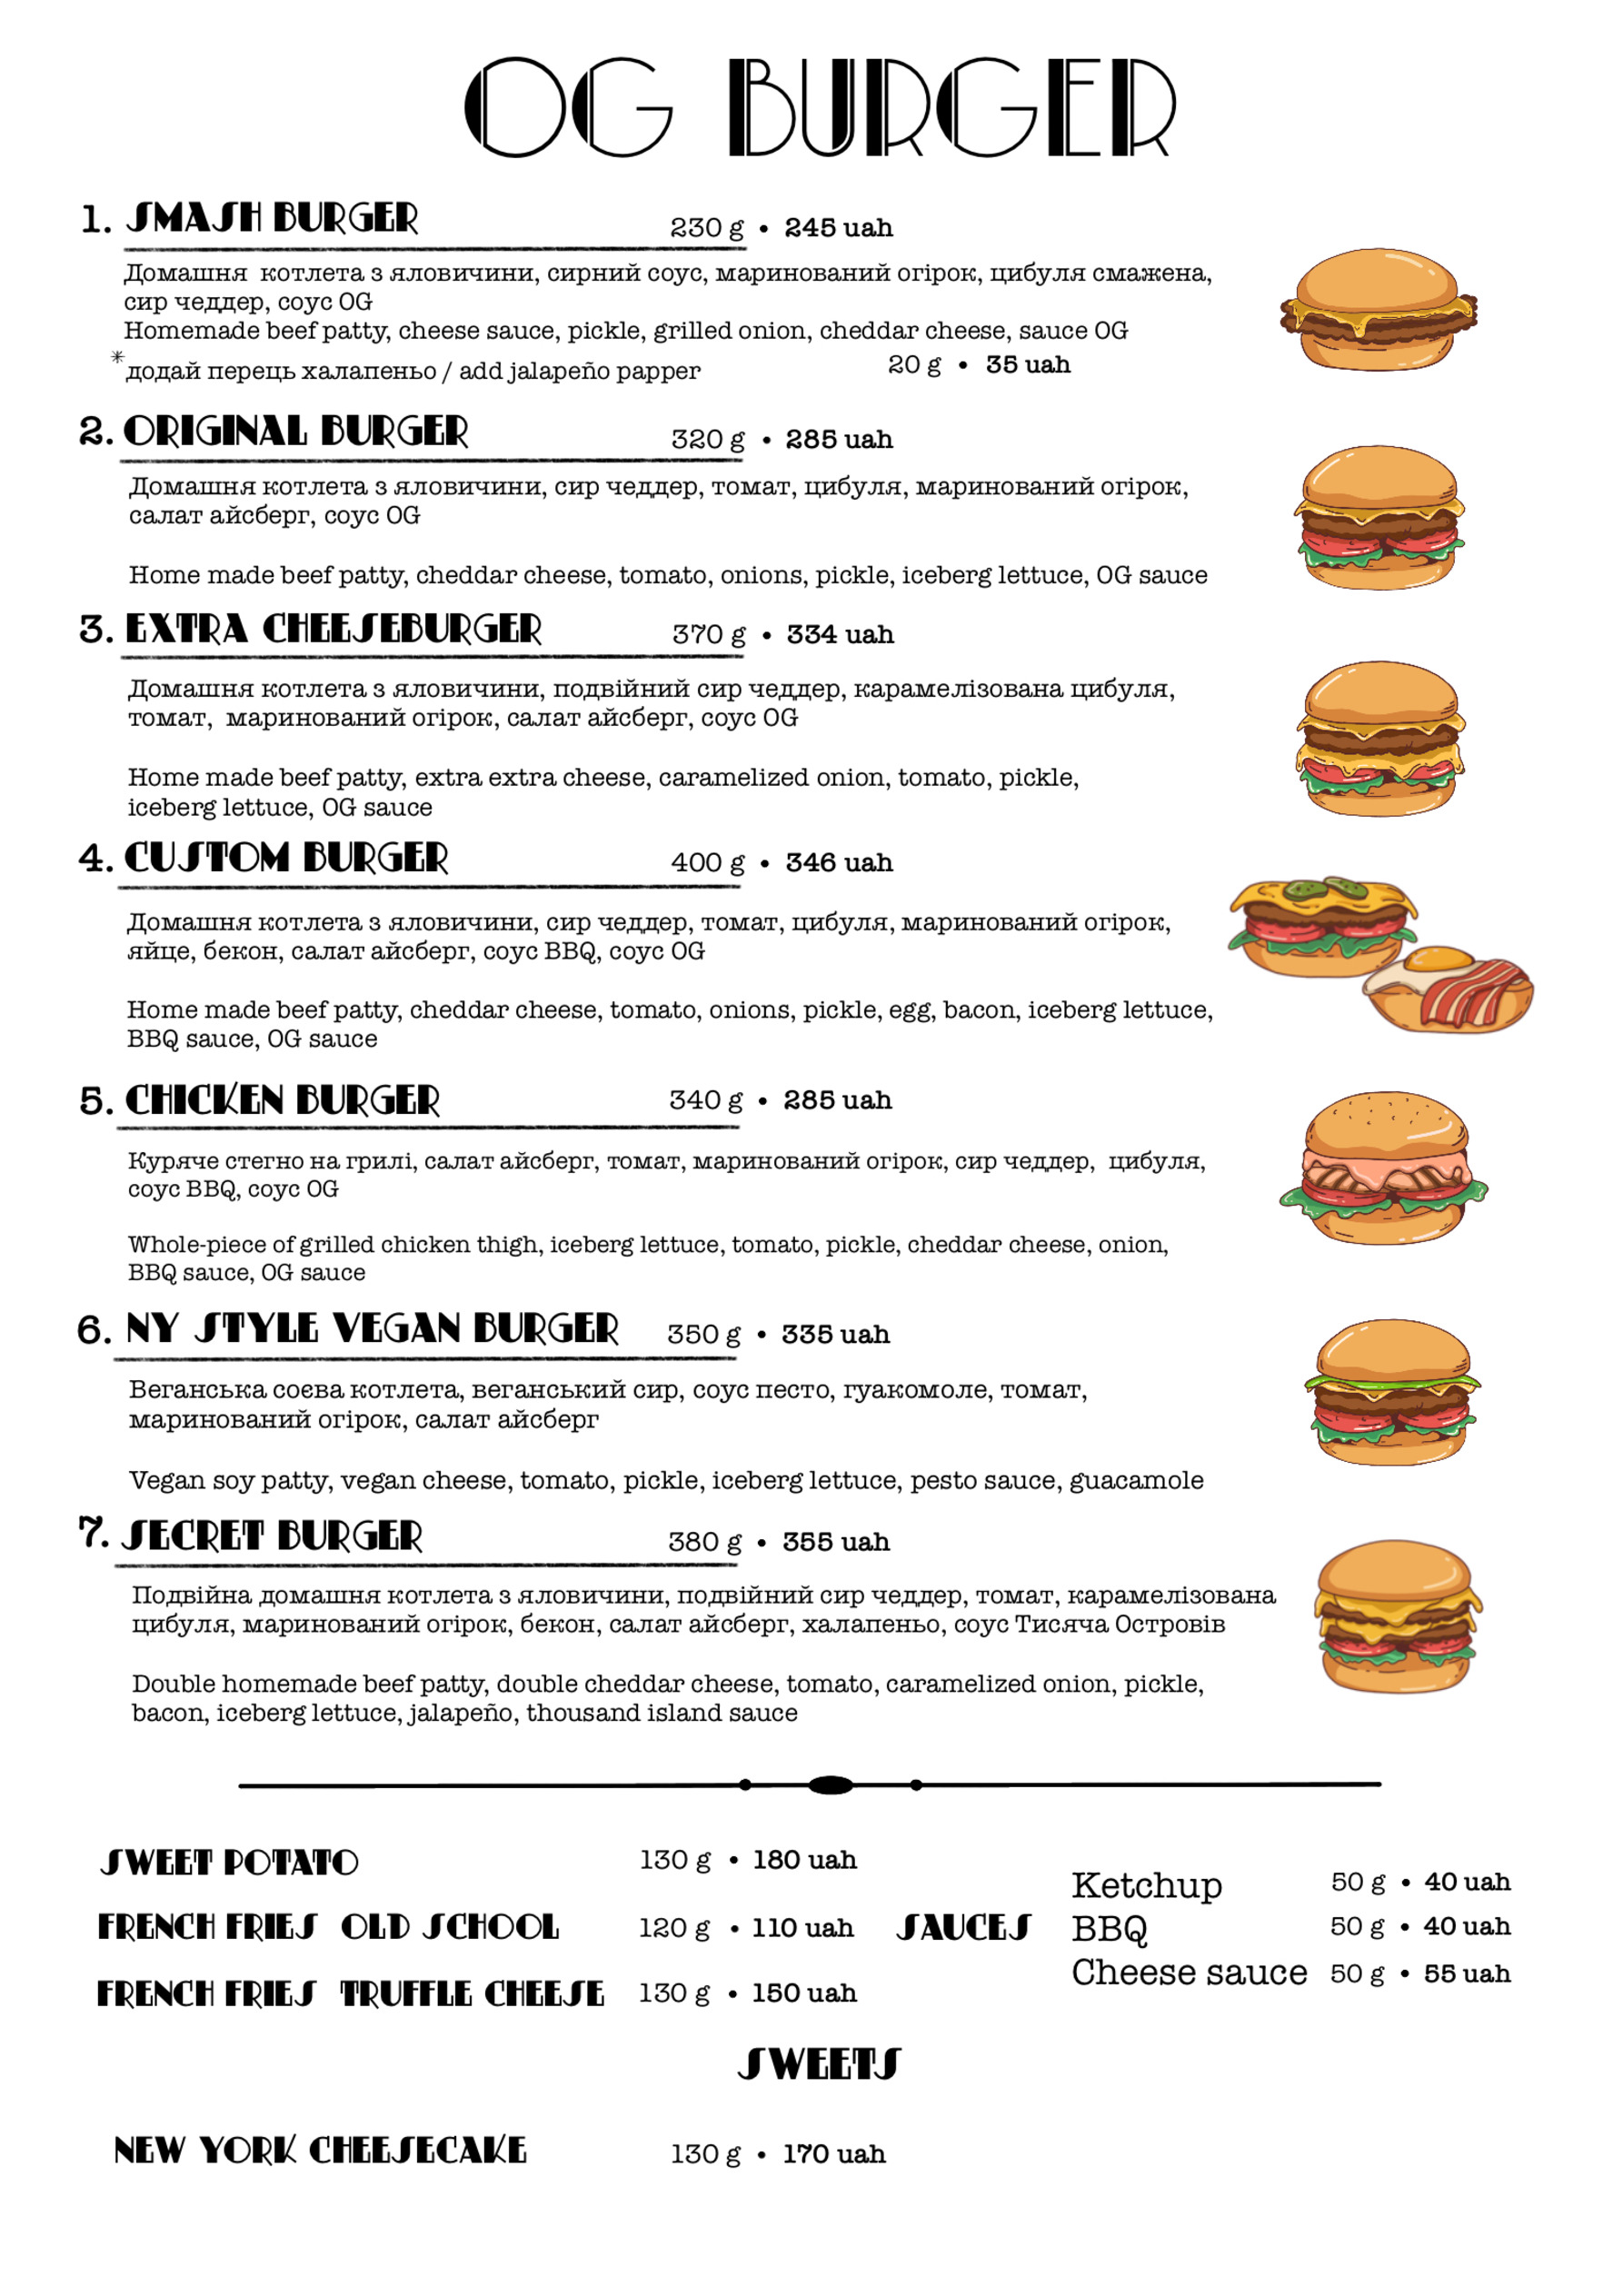 OG BURGER
1. SMASH BURGER 230 g • 245 uah
Домашня котлета з яловичини, сирний соус, маринований огірок, цибуля смажена,
сир чеддер, соус OG
Homemade beef patty, cheese sauce, pickle, grilled onion, cheddar cheese, sauce OG
*додай перець халапеньо / add jalapeño papper 20 g • 35 uah
2. ORIGINAL BURGER 320 g • 285 uah
Домашня котлета з яловичини, сир чеддер, томат, цибуля, маринований огірок,
салат айсберг, соус OG
Home made beef patty, cheddar cheese, tomato, onions, pickle, iceberg lettuce, OG sauce
3. EXTRA CHEESEBURGER 370 g • 334 uah
Домашня котлета з яловичини, подвійний сир чеддер, карамелізована цибуля,
томат, маринований огірок, салат айсберг, соус OG
Home made beef patty, extra extra cheese, caramelized onion, tomato, pickle,
iceberg lettuce, OG sauce
4. CUSTOM BURGER 400 g • 346 uah
Домашня котлета з яловичини, сир чеддер, томат, цибуля, маринований огірок,
яйце, бекон, салат айсберг, соус BBQ, соус OG
Home made beef patty, cheddar cheese, tomato, onions, pickle, egg, bacon, iceberg lettuce,
BBQ sauce, OG sauce
5. CHICKEN BURGER 340 g • 285 uah
Куряче стегно на грилі, салат айсберг, томат, маринований огірок, сир чеддер, цибуля,
соус BBQ, соус OG
Whole-piece of grilled chicken thigh, iceberg lettuce, tomato, pickle, cheddar cheese, onion,
BBQ sauce, OG sauce
6. NY STYLE VEGAN BURGER 350 g • 335 uah
Веганська соєва котлета, веганський сир, соус песто, гуакомоле, томат,
маринований огірок, салат айсберг
Vegan soy patty, vegan cheese, tomato, pickle, iceberg lettuce, pesto sauce, guacamole
7. SECRET BURGER 380 g • 355 uah
Подвійна домашня котлета з яловичини, подвійний сир чеддер, томат, карамелізована
цибуля, маринований огірок, бекон, салат айсберг, халапеньо, соус Тисяча Островів
Double homemade beef patty, double cheddar cheese, tomato, caramelized onion, pickle,
bacon, iceberg lettuce, jalapeño, thousand island sauce
SWEET POTATO 130 g • 180 uah
FRENCH FRIES OLD SCHOOL 120 g • 110 uah
FRENCH FRIES TRUFFLE CHEESE 130 g • 150 uah
SAUCES
Ketchup 50 g • 40 uah
BBQ 50 g • 40 uah
Cheese sauce 50 g • 55 uah
SWEETS
NEW YORK CHEESECAKE 130 g • 170 uah